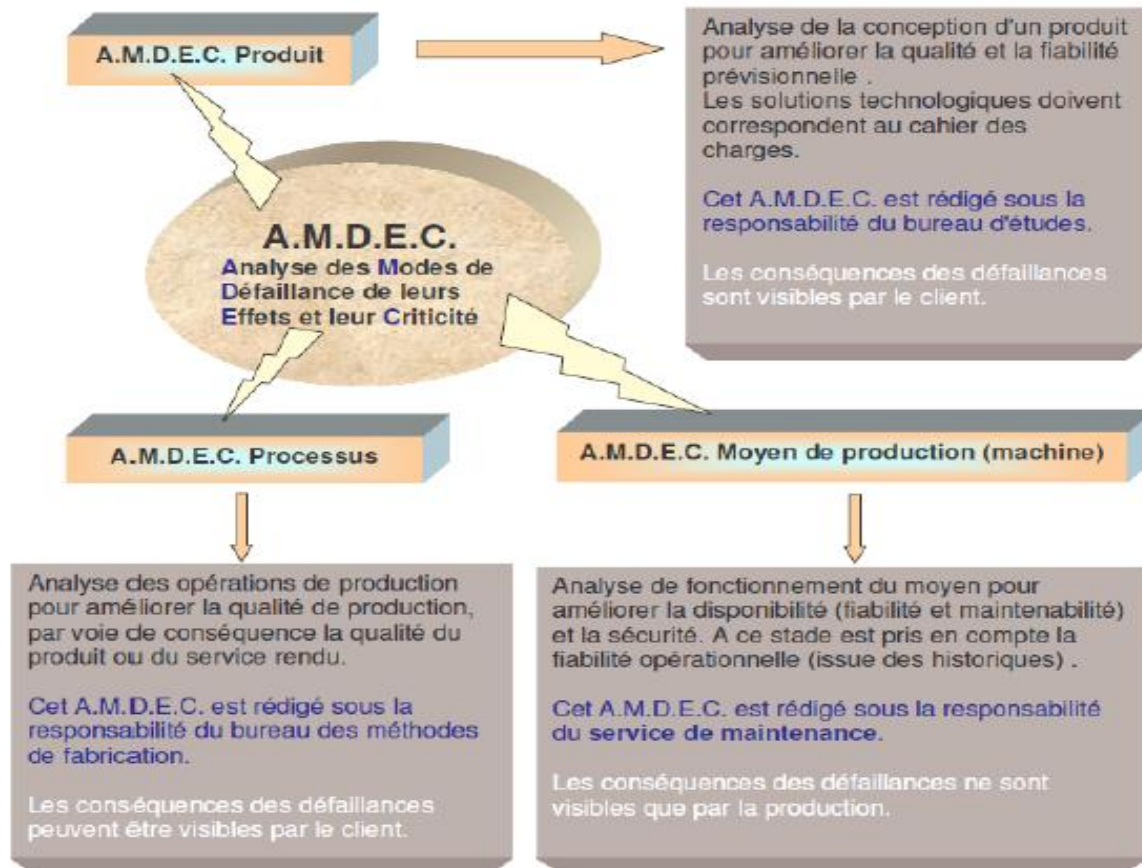 A.M.D.E.C. Produit
Analyse de la conception d'un produit
pour améliorer la qualité et la fiabilité
prévisionnelle .
Les solutions technologiques doivent
correspondent au cahier des
charges.
Cet A.M.D.E.C. est rédigé sous la
responsabilité du bureau d'études.
Les conséquences des défaillances
sont visibles par le client.
A.M.D.E.C.
Analyse des Modes de
Défaillance de leurs
Effets et leur Criticité
A.M.D.E.C. Processus
A.M.D.E.C. Moyen de production (machine)
Analyse des opérations de production
pour améliorer la qualité de production,
par voie de conséquence la qualité du
produit ou du service rendu.
Cet A.M.D.E.C. est rédigé sous la
responsabilité du bureau des méthodes
de fabrication.
Les conséquences des défaillances
peuvent être visibles par le client.
Analyse de fonctionnement du moyen pour
améliorer la disponibilité (fiabilité et maintenabilité)
et la sécurité. A ce stade est pris en compte la
fiabilité opérationnelle (issue des historiques) .
Cet A.M.D.E.C. est rédigé sous la responsabilité
du service de maintenance.
Les conséquences des défaillances ne sont
visibles que par la production.